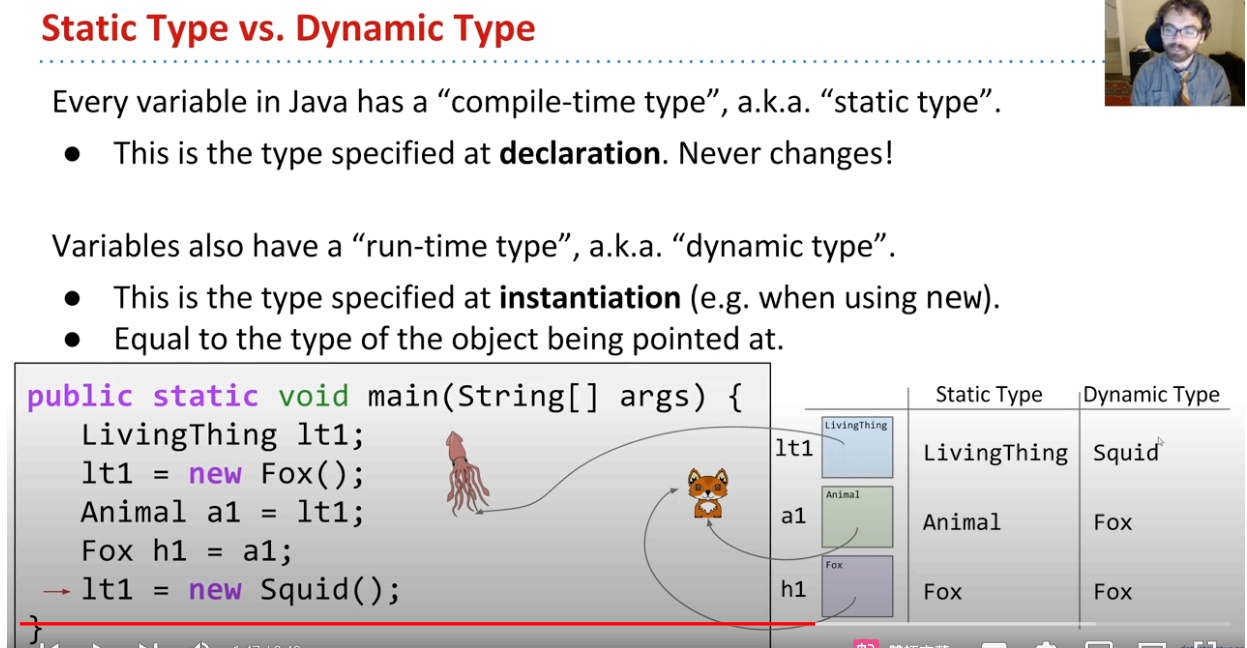 Static Type vs. Dynamic Type
Every variable in Java has a “compile-time type”, a.k.a. “static type”.
● This is the type specified at declaration. Never changes!
Variables also have a “run-time type”, a.k.a. “dynamic type”.
● This is the type specified at instantiation (e.g. when using new).
● Equal to the type of the object being pointed at.
public static void main(String[] args) {
LivingThing lt1;
lt1 = new Fox();
Animal a1 = lt1;
Fox h1 = a1;
lt1 = new Squid();
}
Static Type Dynamic Type
LivingThing
lt1 LivingThing Squid
Animal
a1 Animal Fox
Fox
h1 Fox Fox